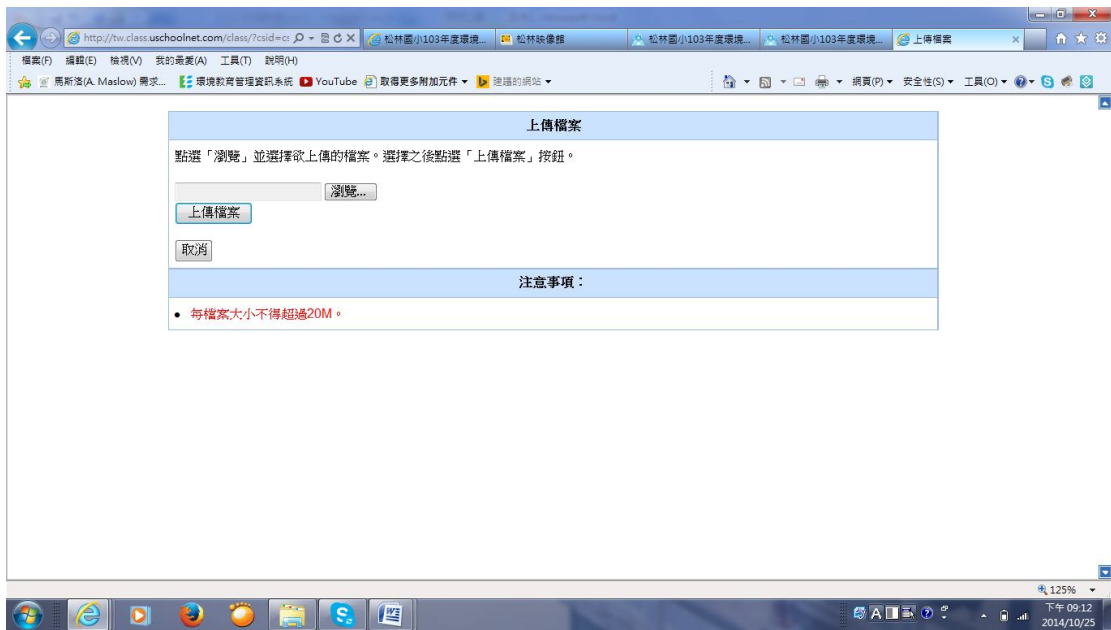 http://tw.class.uschoolnet.com/class/?csid=c
松林國小103年度環境...
松林映像館
松林國小103年度環境...
松林國小103年度環境...
上傳檔案
檔案(F) 編輯(E) 檢視(V) 我的最愛(A) 工具(T) 說明(H)
馬斯洛(A. Maslow) 需求... 環境教育管理資訊系統 YouTube 取得更多附加元件 建議的網站
網頁(P) 安全性(S) 工具(O)
上傳檔案
點選「瀏覽」並選擇欲上傳的檔案。選擇之後點選「上傳檔案」按鈕。
瀏覽...
上傳檔案
取消
注意事項：
每檔案大小不得超過20M。
125%
下午 09:12
2014/10/25